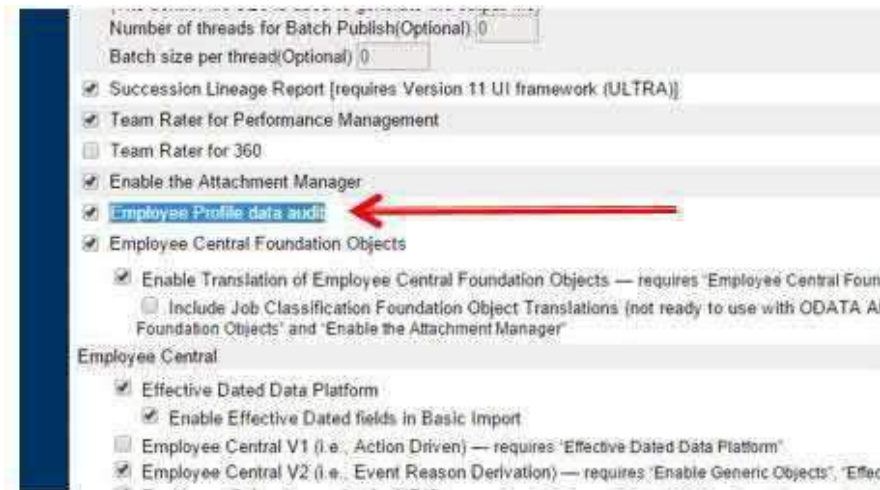 Number of threads for Batch Publish(Optional) 0
Batch size per thread(Optional) 0
Succession Lineage Report [requires Version 11 UI framework (ULTRA)]
Team Rater for Performance Management
Team Rater for 360
Enable the Attachment Manager
Employee Profile data audit
Employee Central Foundation Objects
Enable Translation of Employee Central Foundation Objects — requires "Employee Central Foun
Include Job Classification Foundation Object Translations (not ready to use with ODATA A
Foundation Objects" and "Enable the Attachment Manager"
Employee Central
Effective Dated Data Platform
Enable Effective Dated fields in Basic Import
Employee Central V1 (i.e., Action Driven) — requires "Effective Dated Data Platform"
Employee Central V2 (i.e., Event Reason Derivation) — requires "Enable Generic Objects", "Effec